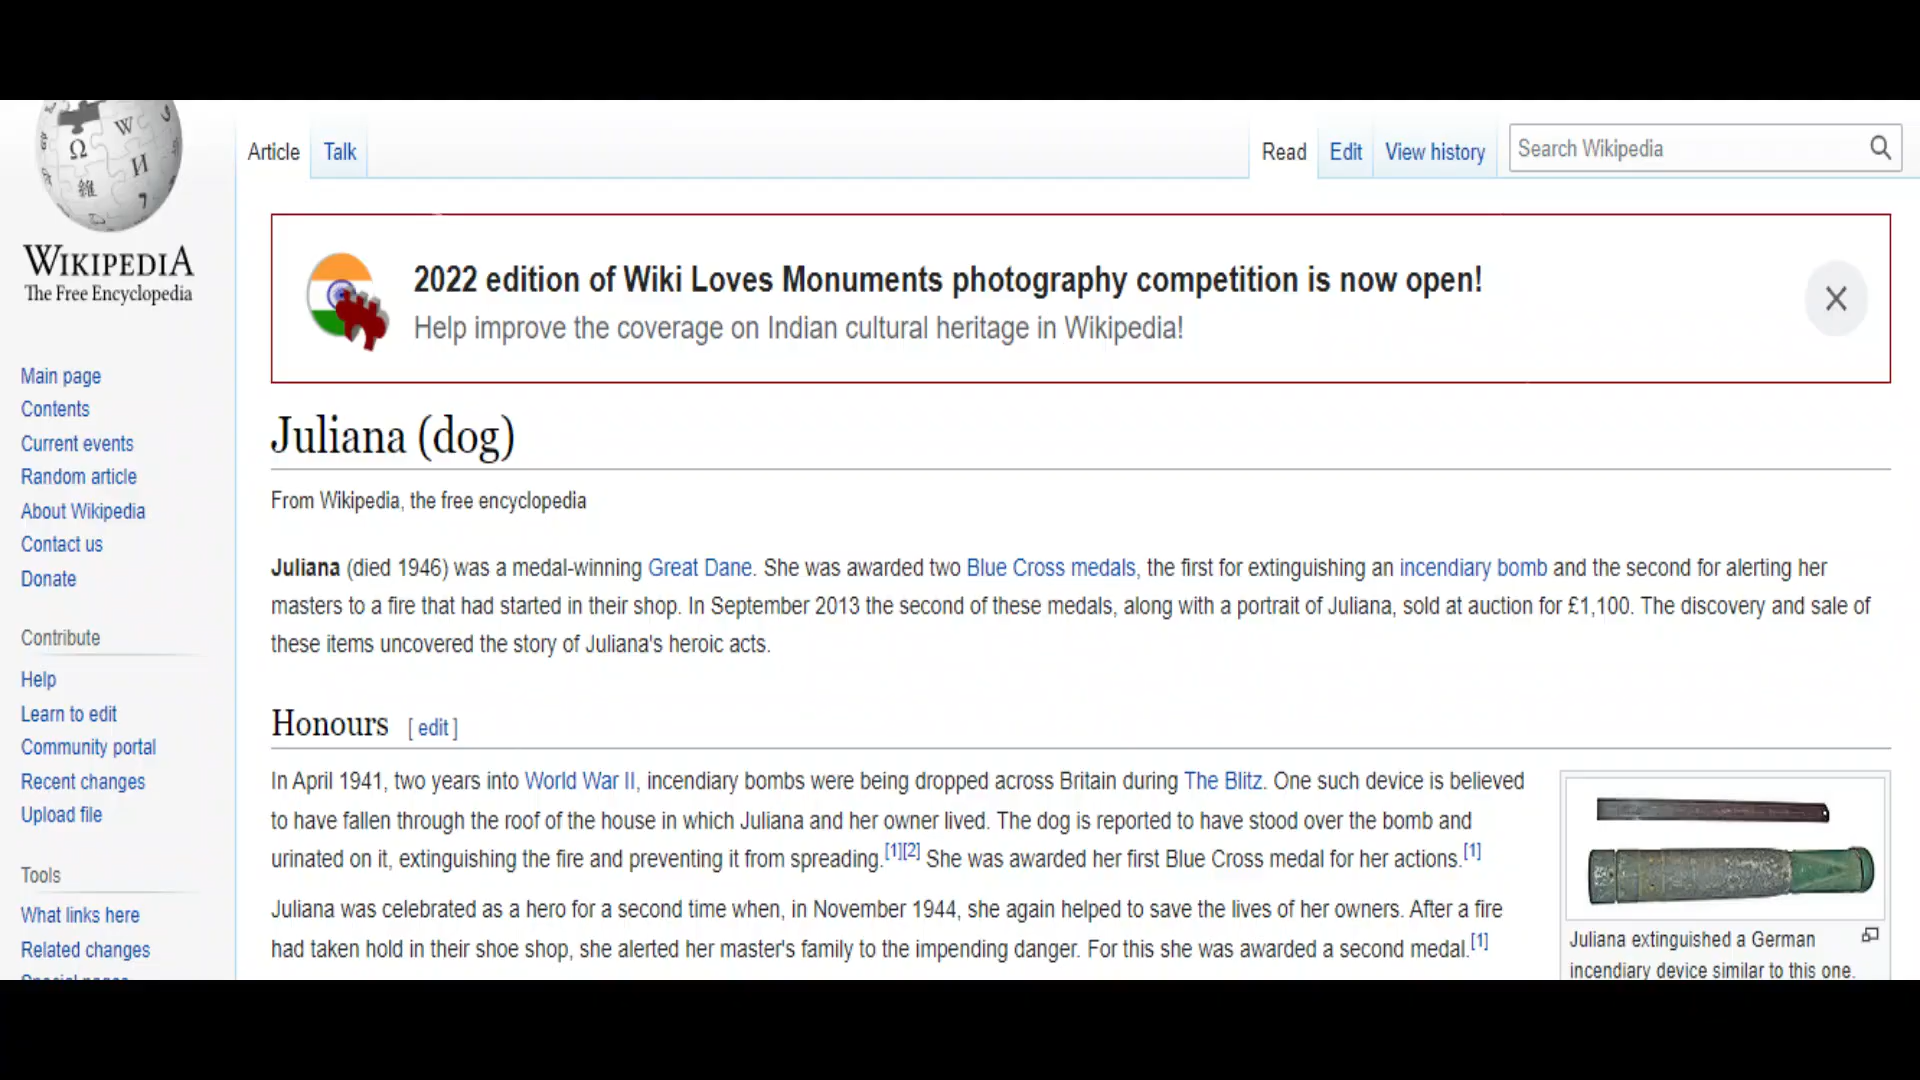 Article Talk Read Edit View history Search Wikipedia
WIKIPEDIA
The Free Encyclopedia
Main page
Contents
Current events
Random article
About Wikipedia
Contact us
Donate
Contribute
Help
Learn to edit
Community portal
Recent changes
Upload file
Tools
What links here
Related changes
Special pages
2022 edition of Wiki Loves Monuments photography competition is now open!
Help improve the coverage on Indian cultural heritage in Wikipedia!
Juliana (dog)
From Wikipedia, the free encyclopedia
Juliana (died 1946) was a medal-winning Great Dane. She was awarded two Blue Cross medals, the first for extinguishing an incendiary bomb and the second for alerting her
masters to a fire that had started in their shop. In September 2013 the second of these medals, along with a portrait of Juliana, sold at auction for £1,100. The discovery and sale of
these items uncovered the story of Juliana's heroic acts.
Honours [ edit ]
In April 1941, two years into World War II, incendiary bombs were being dropped across Britain during The Blitz. One such device is believed
to have fallen through the roof of the house in which Juliana and her owner lived. The dog is reported to have stood over the bomb and
urinated on it, extinguishing the fire and preventing it from spreading.[1][2] She was awarded her first Blue Cross medal for her actions.[1]
Juliana was celebrated as a hero for a second time when, in November 1944, she again helped to save the lives of her owners. After a fire
had taken hold in their shoe shop, she alerted her master's family to the impending danger. For this she was awarded a second medal.[1]
Juliana extinguished a German
incendiary device similar to this one.